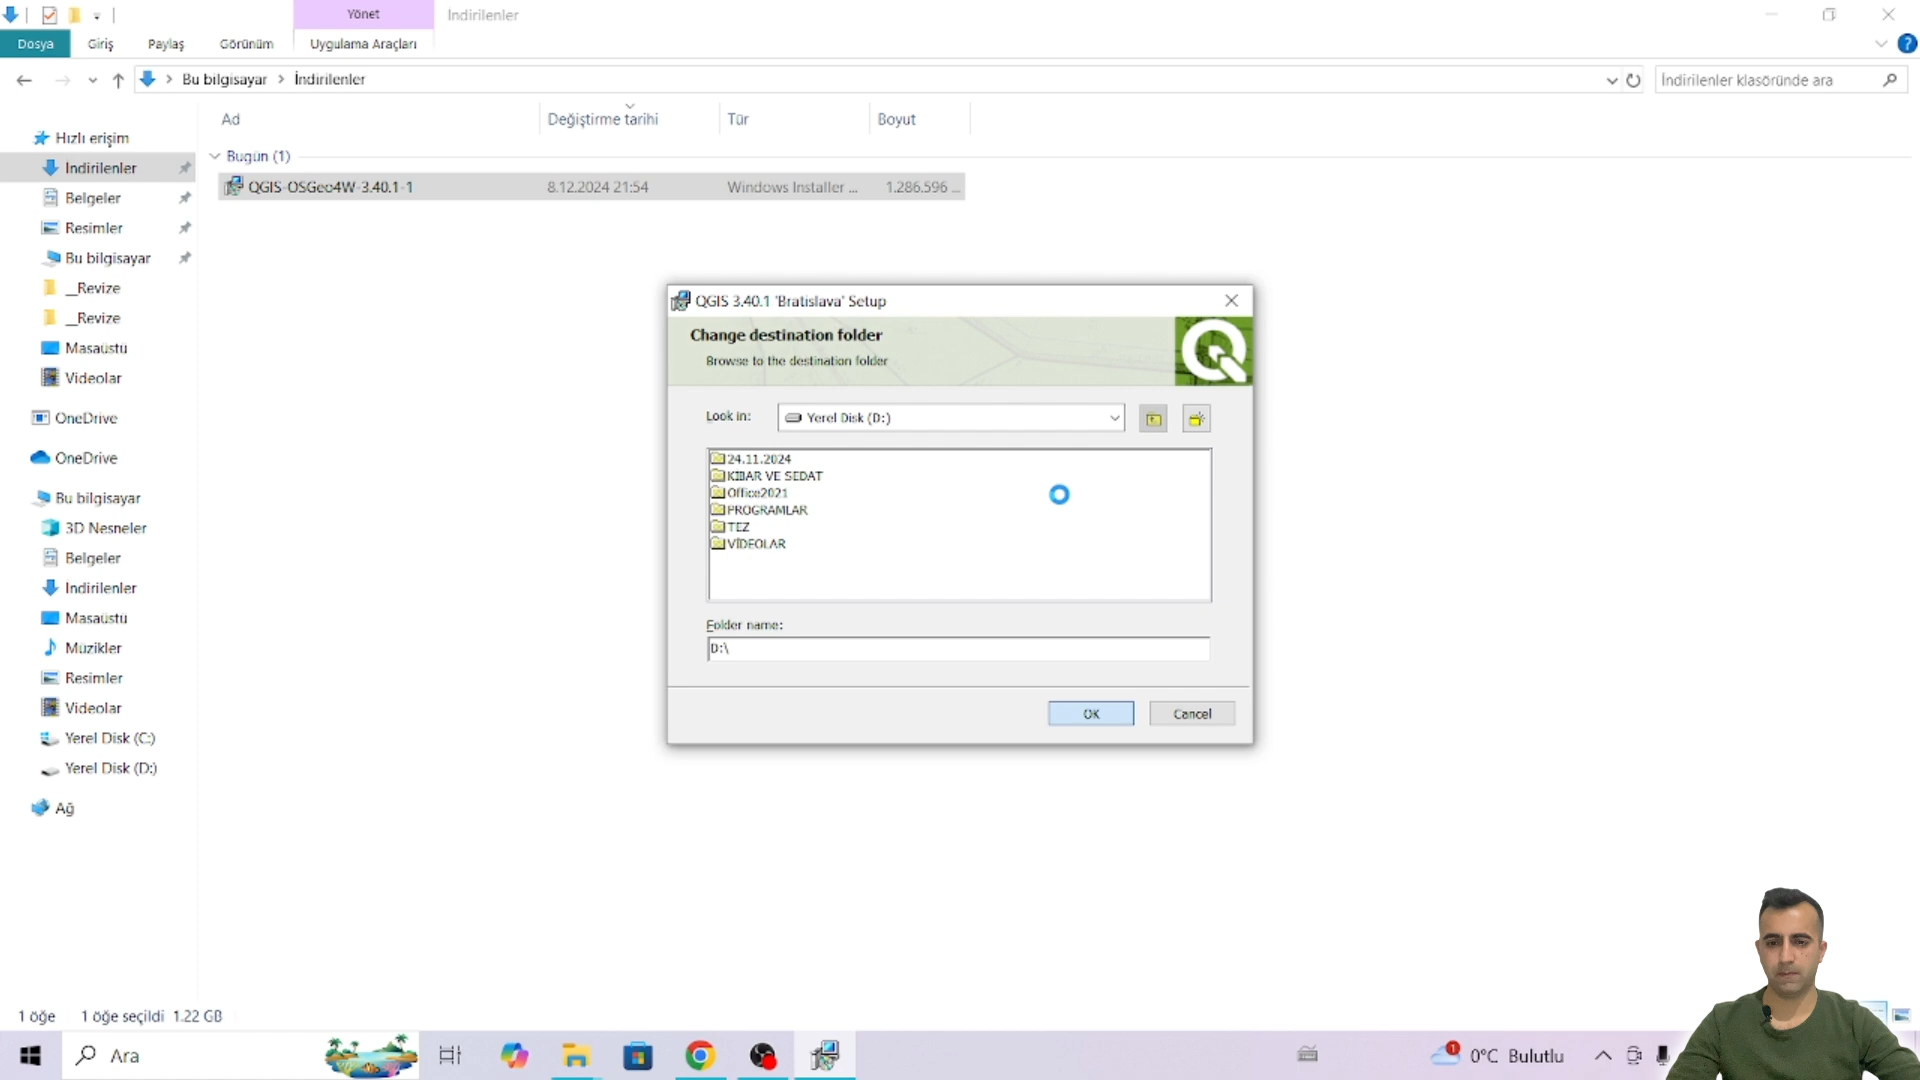 Yönet
İndirilenler
Dosya
Giriş
Paylaş
Görünüm
Uygulama Araçları
Bu bilgisayar
İndirilenler
İndirilenler klasöründe ara
Ad
Değiştirme tarihi
Tür
Boyut
Hızlı erişim
İndirilenler
Belgeler
Resimler
Bu bilgisayar
__Revize
__Revize
Masaüstü
Videolar
OneDrive
OneDrive
Bu bilgisayar
3D Nesneler
Belgeler
İndirilenler
Masaüstü
Müzikler
Resimler
Videolar
Yerel Disk (C:)
Yerel Disk (D:)
Ağ
Bugün (1)
QGIS-OSGeo4W-3.40.1-1
8.12.2024 21:54
Windows Installer ...
1.286.596 ...
QGIS 3.40.1 'Bratislava' Setup
Change destination folder
Browse to the destination folder
Look in:
Yerel Disk (D:)
24.11.2024
KİBAR VE SEDAT
Office2021
PROGRAMLAR
TEZ
VİDEOLAR
Folder name:
D:\
OK
Cancel
1 öğe
1 öğe seçildi 1.22 GB
Ara
1
0°C Bulutlu